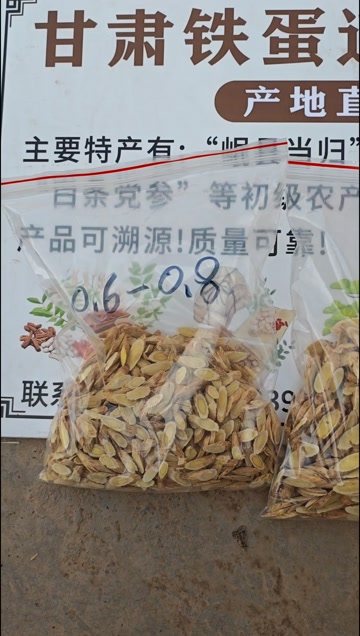 甘肃铁蛋
产地直
主要特产有：“岷县当归”
“白条党参”等初级农产
产品可溯源!质量可靠!
0.6-0.8
联系